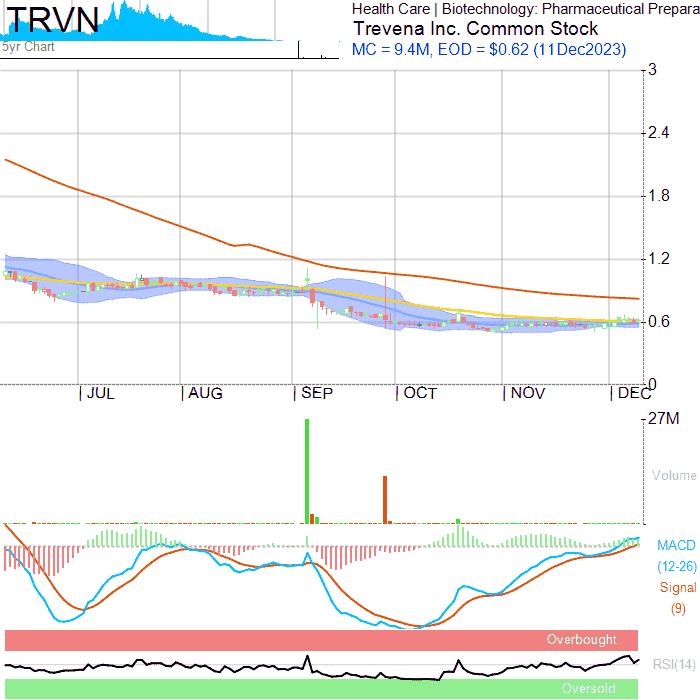 TRVN
5yr Chart
Health Care | Biotechnology: Pharmaceutical Prepara
Trevena Inc. Common Stock
MC = 9.4M, EOD = $0.62 (11Dec2023)
3
2.4
1.8
1.2
0.6
0
JUL
AUG
SEP
OCT
NOV
DEC
27M
Volume
MACD
(12-26)
Signal
(9)
Overbought
RSI(14)
Oversold